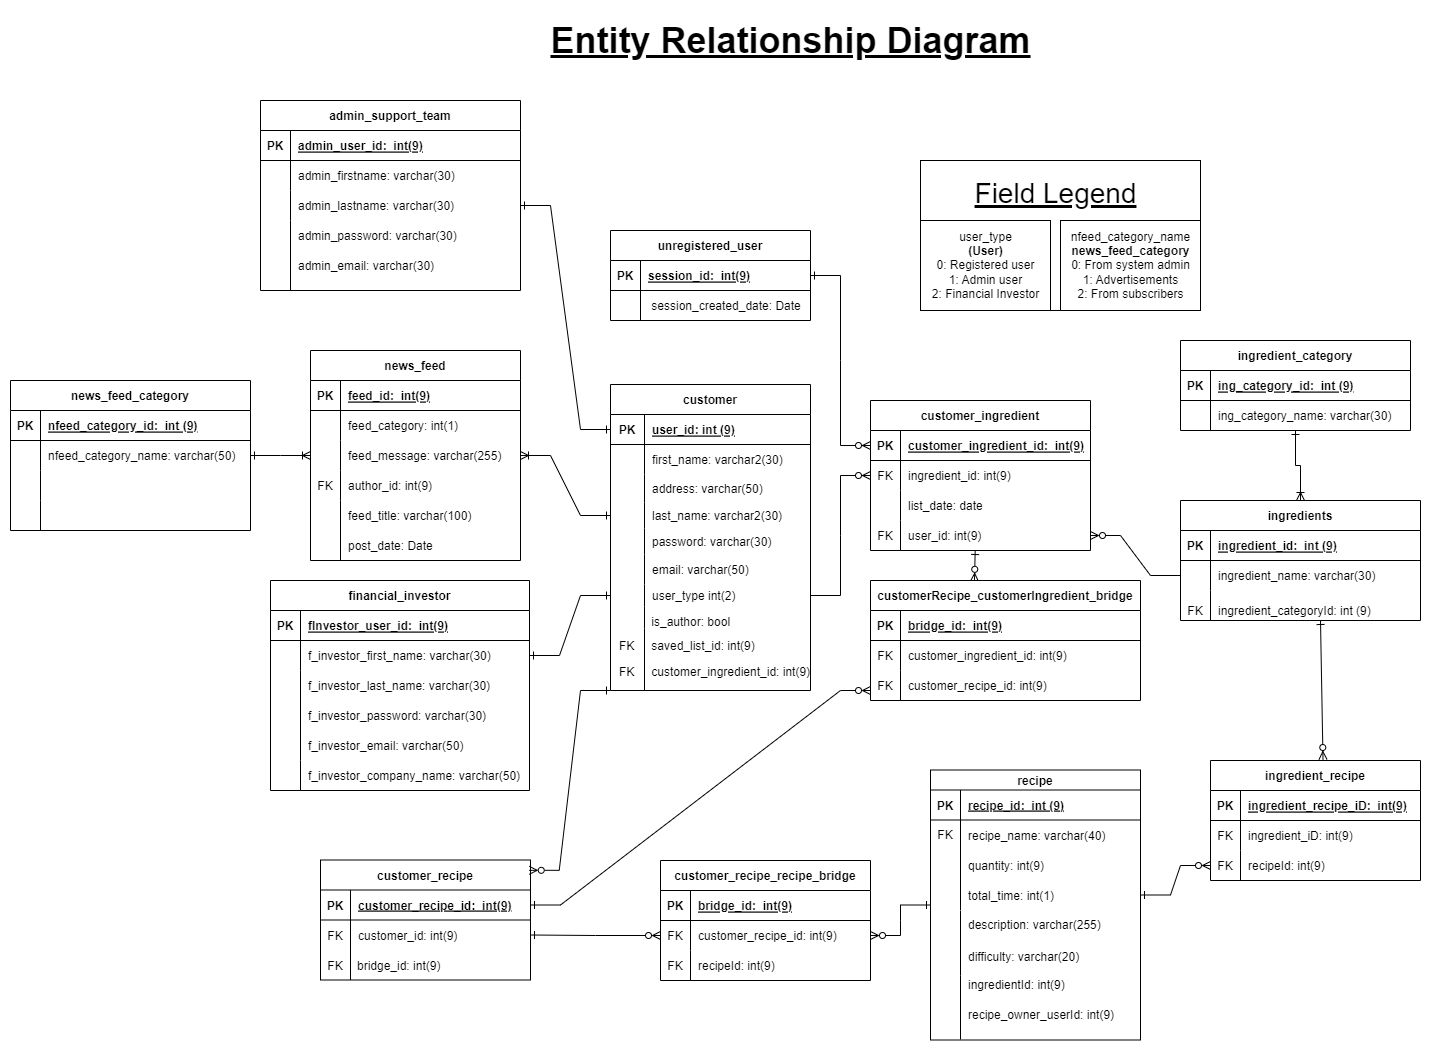 Entity Relationship Diagram
admin_support_team
PK admin_user_id: int(9)
admin_firstname: varchar(30)
admin_lastname: varchar(30)
admin_password: varchar(30)
admin_email: varchar(30)
unregistered_user
PK session_id: int(9)
session_created_date: Date
Field Legend
user_type
(User)
0: Registered user
1: Admin user
2: Financial Investor
nfeed_category_name
news_feed_category
0: From system admin
1: Advertisements
2: From subscribers
news_feed_category
PK nfeed_category_id: int (9)
nfeed_category_name: varchar(50)
news_feed
PK feed_id: int(9)
feed_category: int(1)
feed_message: varchar(255)
FK author_id: int(9)
feed_title: varchar(100)
post_date: Date
customer
PK user_id: int (9)
first_name: varchar2(30)
address: varchar(50)
last_name: varchar2(30)
password: varchar(30)
email: varchar(50)
user_type int(2)
is_author: bool
FK saved_list_id: int(9)
FK customer_ingredient_id: int(9)
customer_ingredient
PK customer_ingredient_id: int(9)
FK ingredient_id: int(9)
list_date: date
FK user_id: int(9)
ingredient_category
PK ing_category_id: int (9)
ing_category_name: varchar(30)
ingredients
PK ingredient_id: int (9)
ingredient_name: varchar(30)
FK ingredient_categoryId: int (9)
financial_investor
PK fInvestor_user_id: int(9)
f_investor_first_name: varchar(30)
f_investor_last_name: varchar(30)
f_investor_password: varchar(30)
f_investor_email: varchar(50)
f_investor_company_name: varchar(50)
customerRecipe_customerIngredient_bridge
PK bridge_id: int(9)
FK customer_ingredient_id: int(9)
FK customer_recipe_id: int(9)
customer_recipe
PK customer_recipe_id: int(9)
FK customer_id: int(9)
FK bridge_id: int(9)
customer_recipe_recipe_bridge
PK bridge_id: int(9)
FK customer_recipe_id: int(9)
FK recipeId: int(9)
recipe
PK recipe_id: int (9)
FK recipe_name: varchar(40)
quantity: int(9)
total_time: int(1)
description: varchar(255)
difficulty: varchar(20)
ingredientId: int(9)
recipe_owner_userId: int(9)
ingredient_recipe
PK ingredient_recipe_iD: int(9)
FK ingredient_iD: int(9)
FK recipeId: int(9)